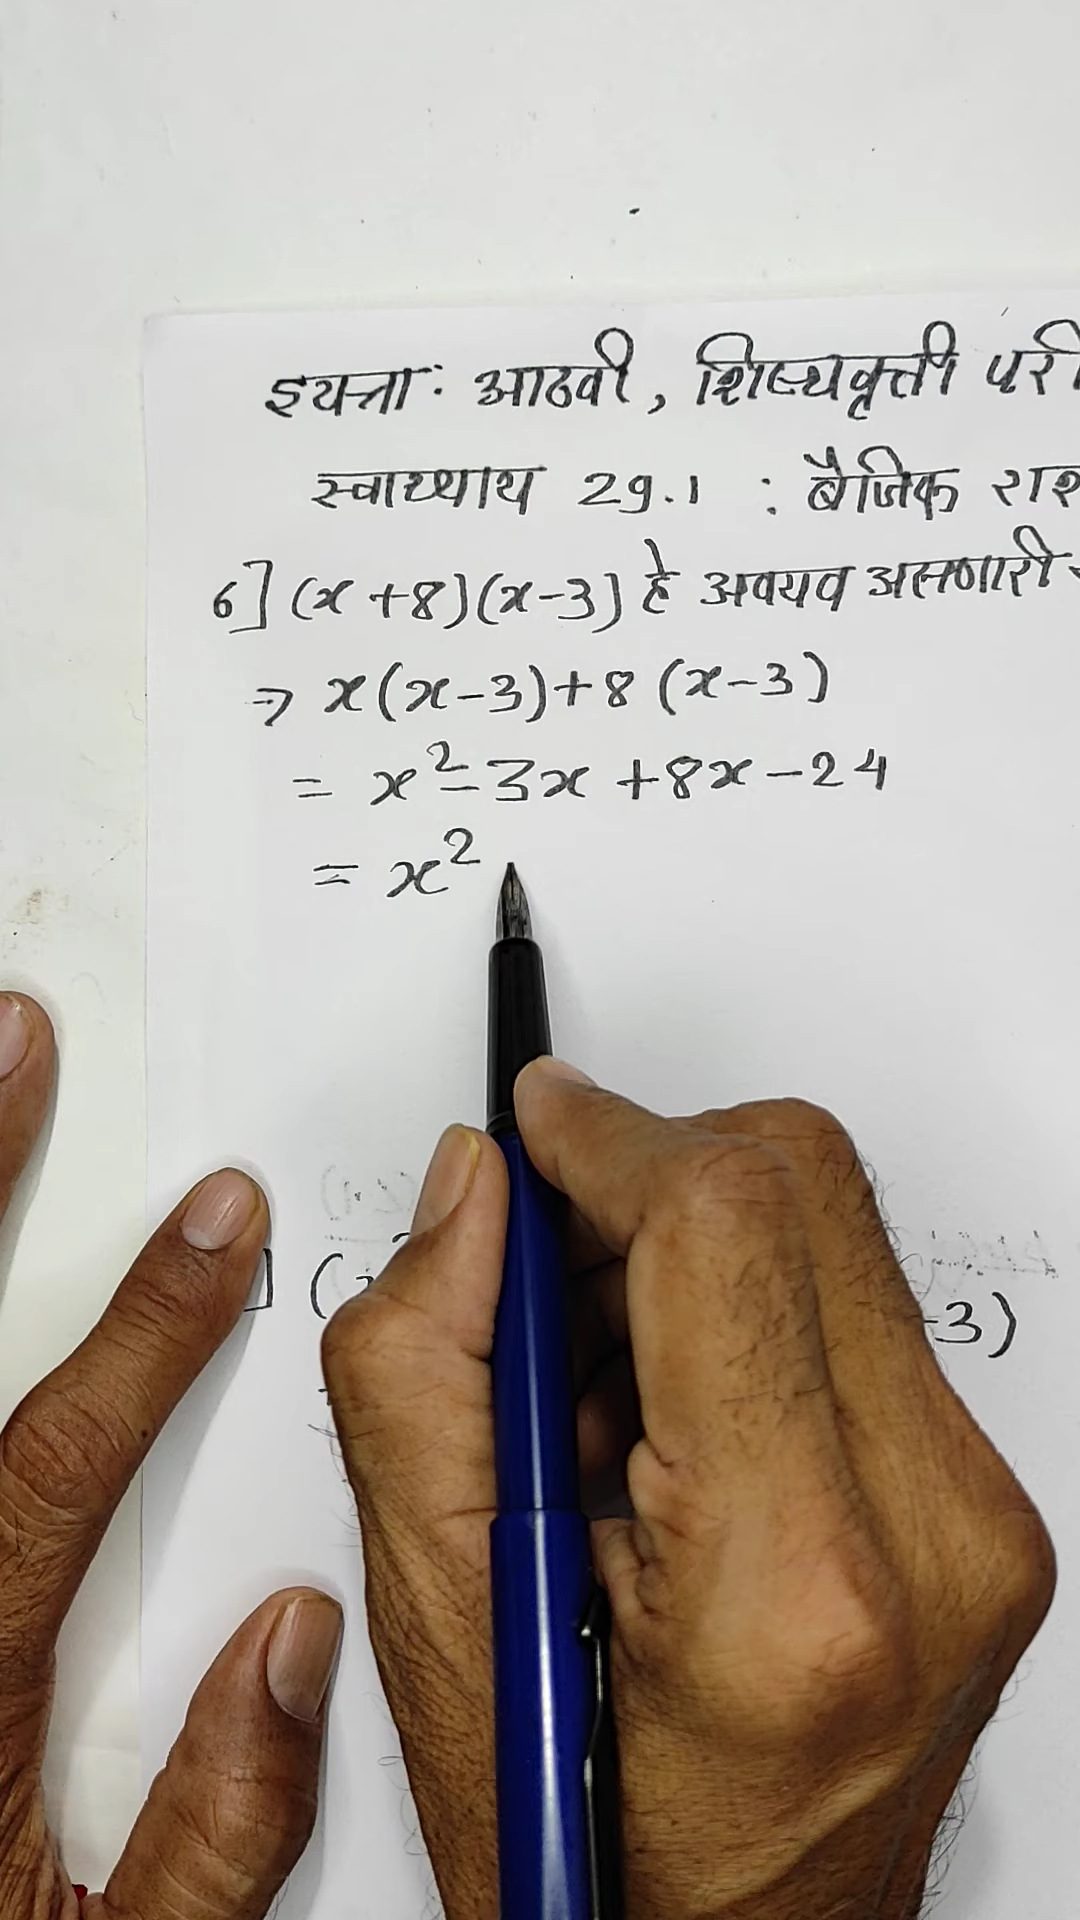 इयत्ता: आठवी, शिष्यवृत्ती परी
स्वाध्याय 29.1 : बैजिक राश
6] (x+8)(x-3) हे अवयव असणारी
⇒ x(x-3)+8(x-3)
= x²-3x+8x-24
= x²
] (
-3)